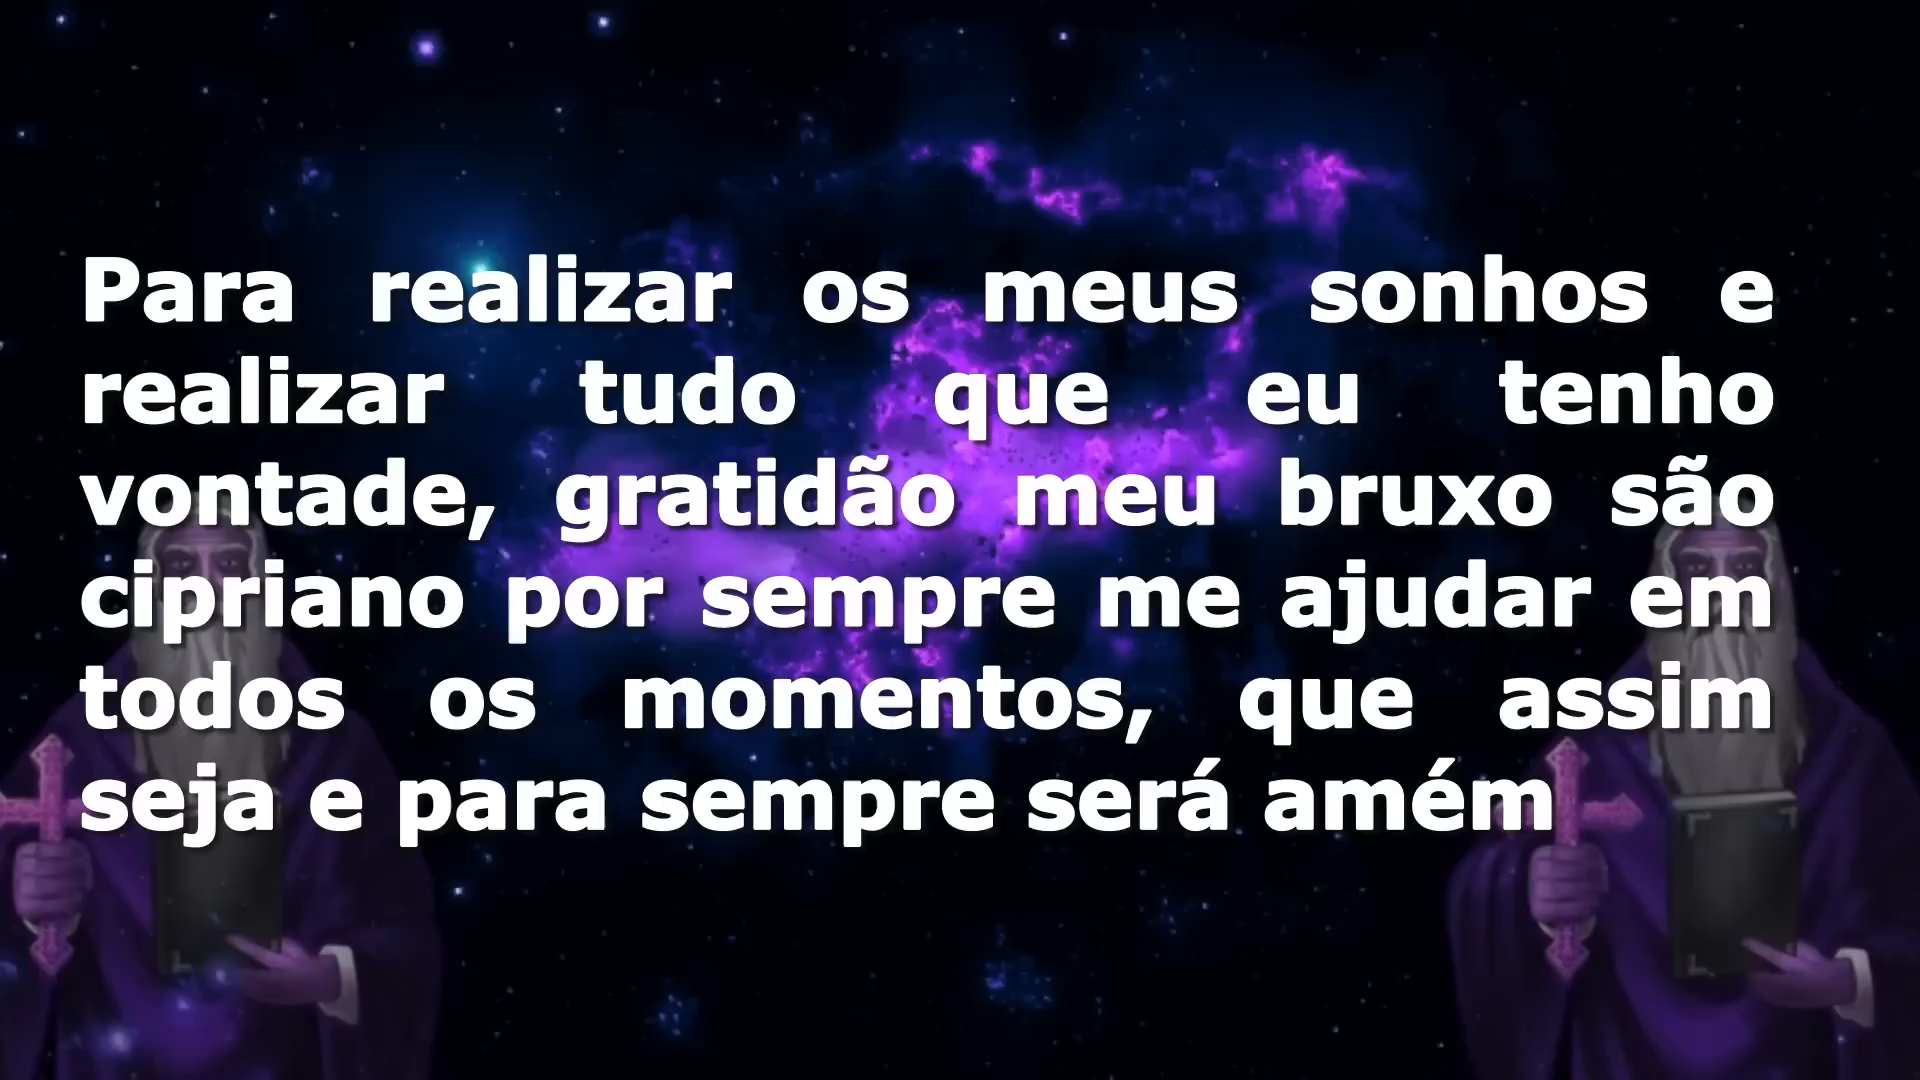 Para realizar os meus sonhos e
realizar tudo que eu tenho
vontade, gratidão meu bruxo são
cipriano por sempre me ajudar em
todos os momentos, que assim
seja e para sempre será amém